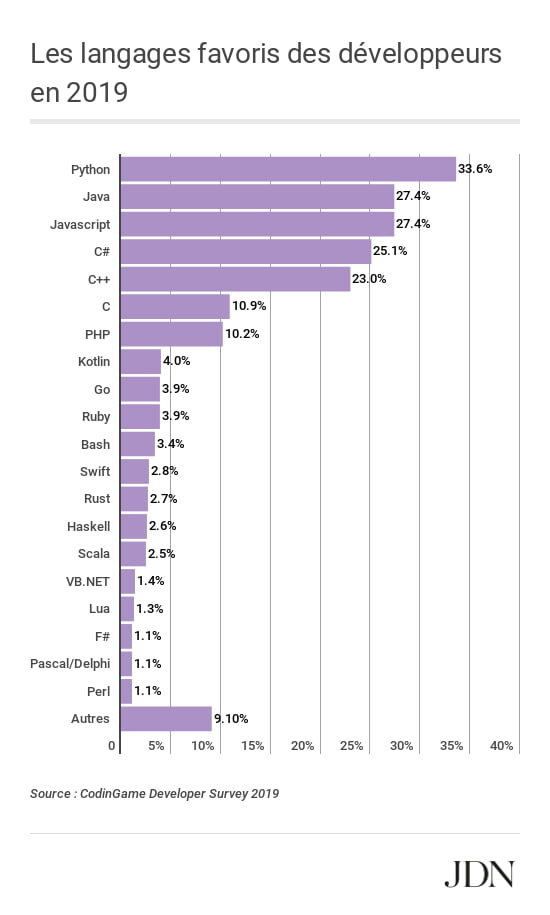 Les langages favoris des développeurs
en 2019
Python 33.6%
Java 27.4%
Javascript 27.4%
C# 25.1%
C++ 23.0%
C 10.9%
PHP 10.2%
Kotlin 4.0%
Go 3.9%
Ruby 3.9%
Bash 3.4%
Swift 2.8%
Rust 2.7%
Haskell 2.6%
Scala 2.5%
VB.NET 1.4%
Lua 1.3%
F# 1.1%
Pascal/Delphi 1.1%
Perl 1.1%
Autres 9.10%
0 5% 10% 15% 20% 25% 30% 35% 40%
Source : CodinGame Developer Survey 2019
JDN